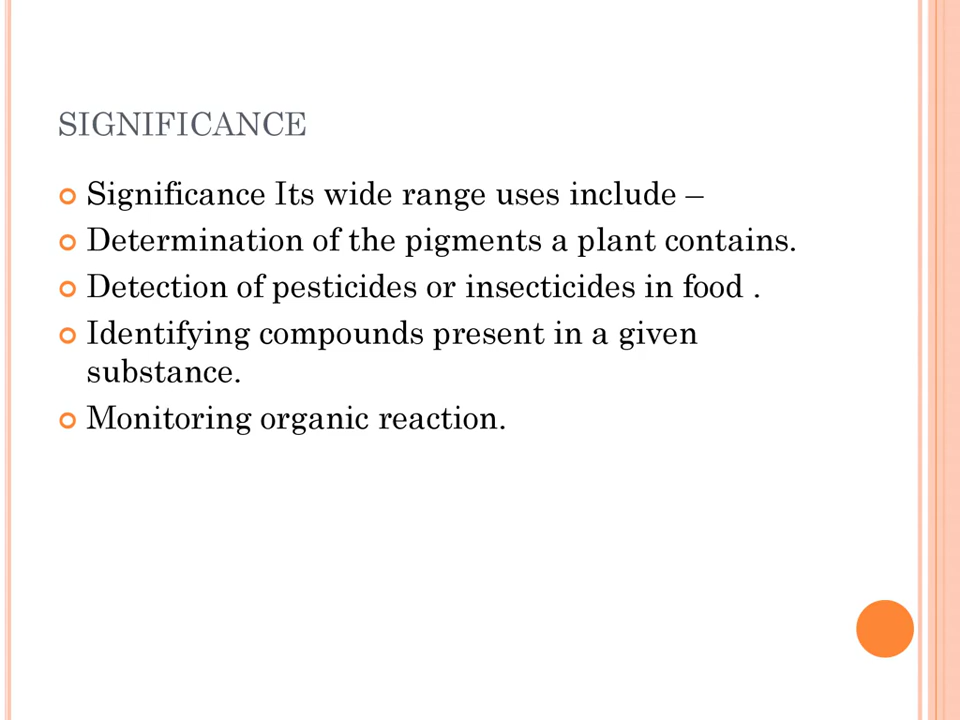 SIGNIFICANCE
Significance Its wide range uses include –
Determination of the pigments a plant contains.
Detection of pesticides or insecticides in food .
Identifying compounds present in a given
substance.
Monitoring organic reaction.